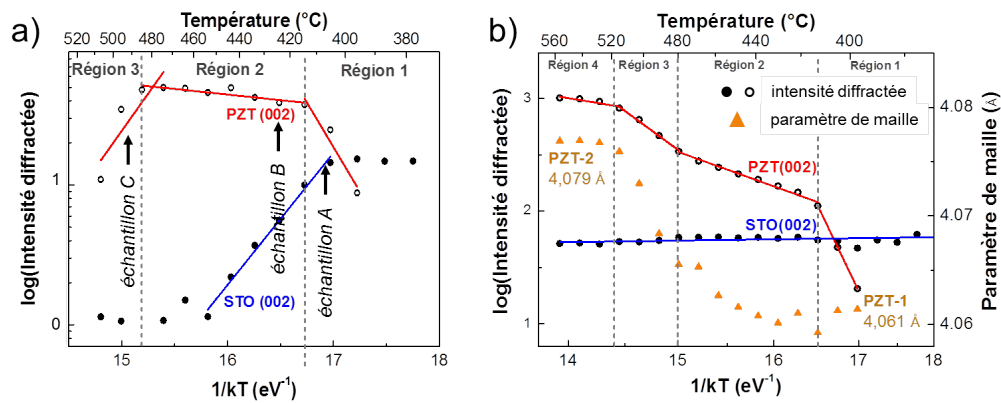 a)
Température (°C)
520 500 480 460 440 420 400 380
Région 3 Région 2 Région 1
log(Intensité diffractée)
1
0
PZT (002)
STO (002)
échantillon C
échantillon B
échantillon A
15 16 17 18
1/kT (eV⁻¹)
b)
Température (°C)
560 520 480 440 400
Région 4 Région 3 Région 2 Région 1
intensité diffractée
paramètre de maille
log(Intensité diffractée)
3
2
1
PZT-2
4,079 Å
PZT(002)
STO(002)
PZT-1
4,061 Å
4.08
4.07
4.06
Paramètre de maille (Å)
14 15 16 17 18
1/kT (eV⁻¹)